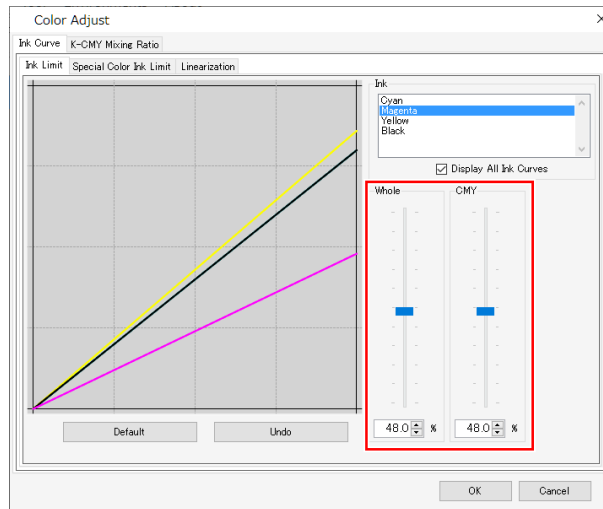 Color Adjust
Ink Curve K-CMY Mixing Ratio
Ink Limit Special Color Ink Limit Linearization
Ink
Cyan
Magenta
Yellow
Black
Display All Ink Curves
Whole CMY
48.0 % 48.0 %
Default Undo
OK Cancel